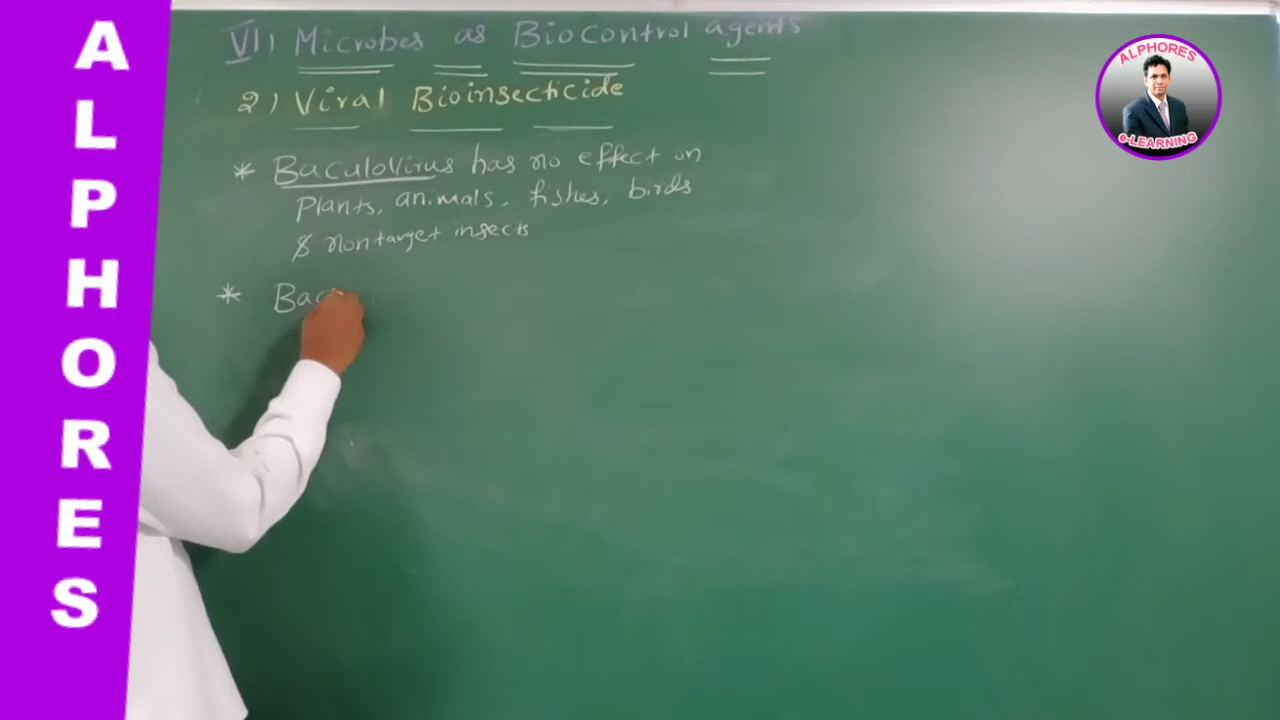 ALPHORES
VI) Microbes as Biocontrol agents
2) Viral Bioinsecticide
* Baculovirus has no effect on
Plants, animals, fishes, birds
& nontarget insects
* Bac
ALPHORES
e-LEARNING